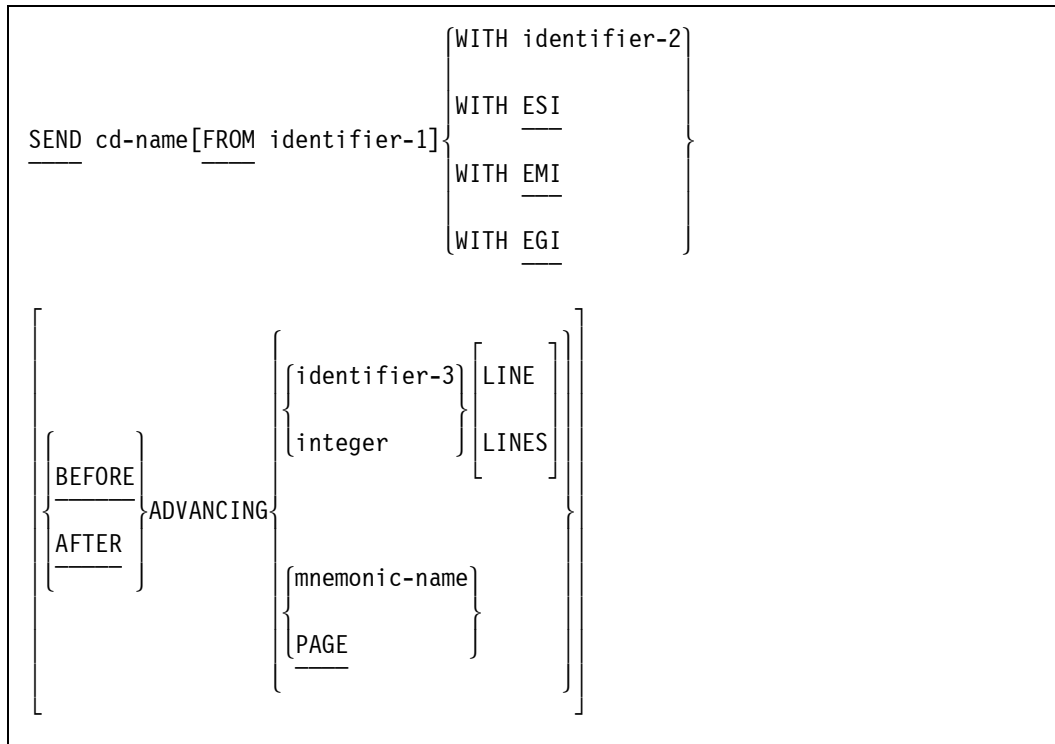 WITH identifier-2
WITH ESI
SEND cd-name[FROM identifier-1]
WITH EMI
WITH EGI
identifier-3 LINE
integer LINES
BEFORE
ADVANCING
AFTER
mnemonic-name
PAGE